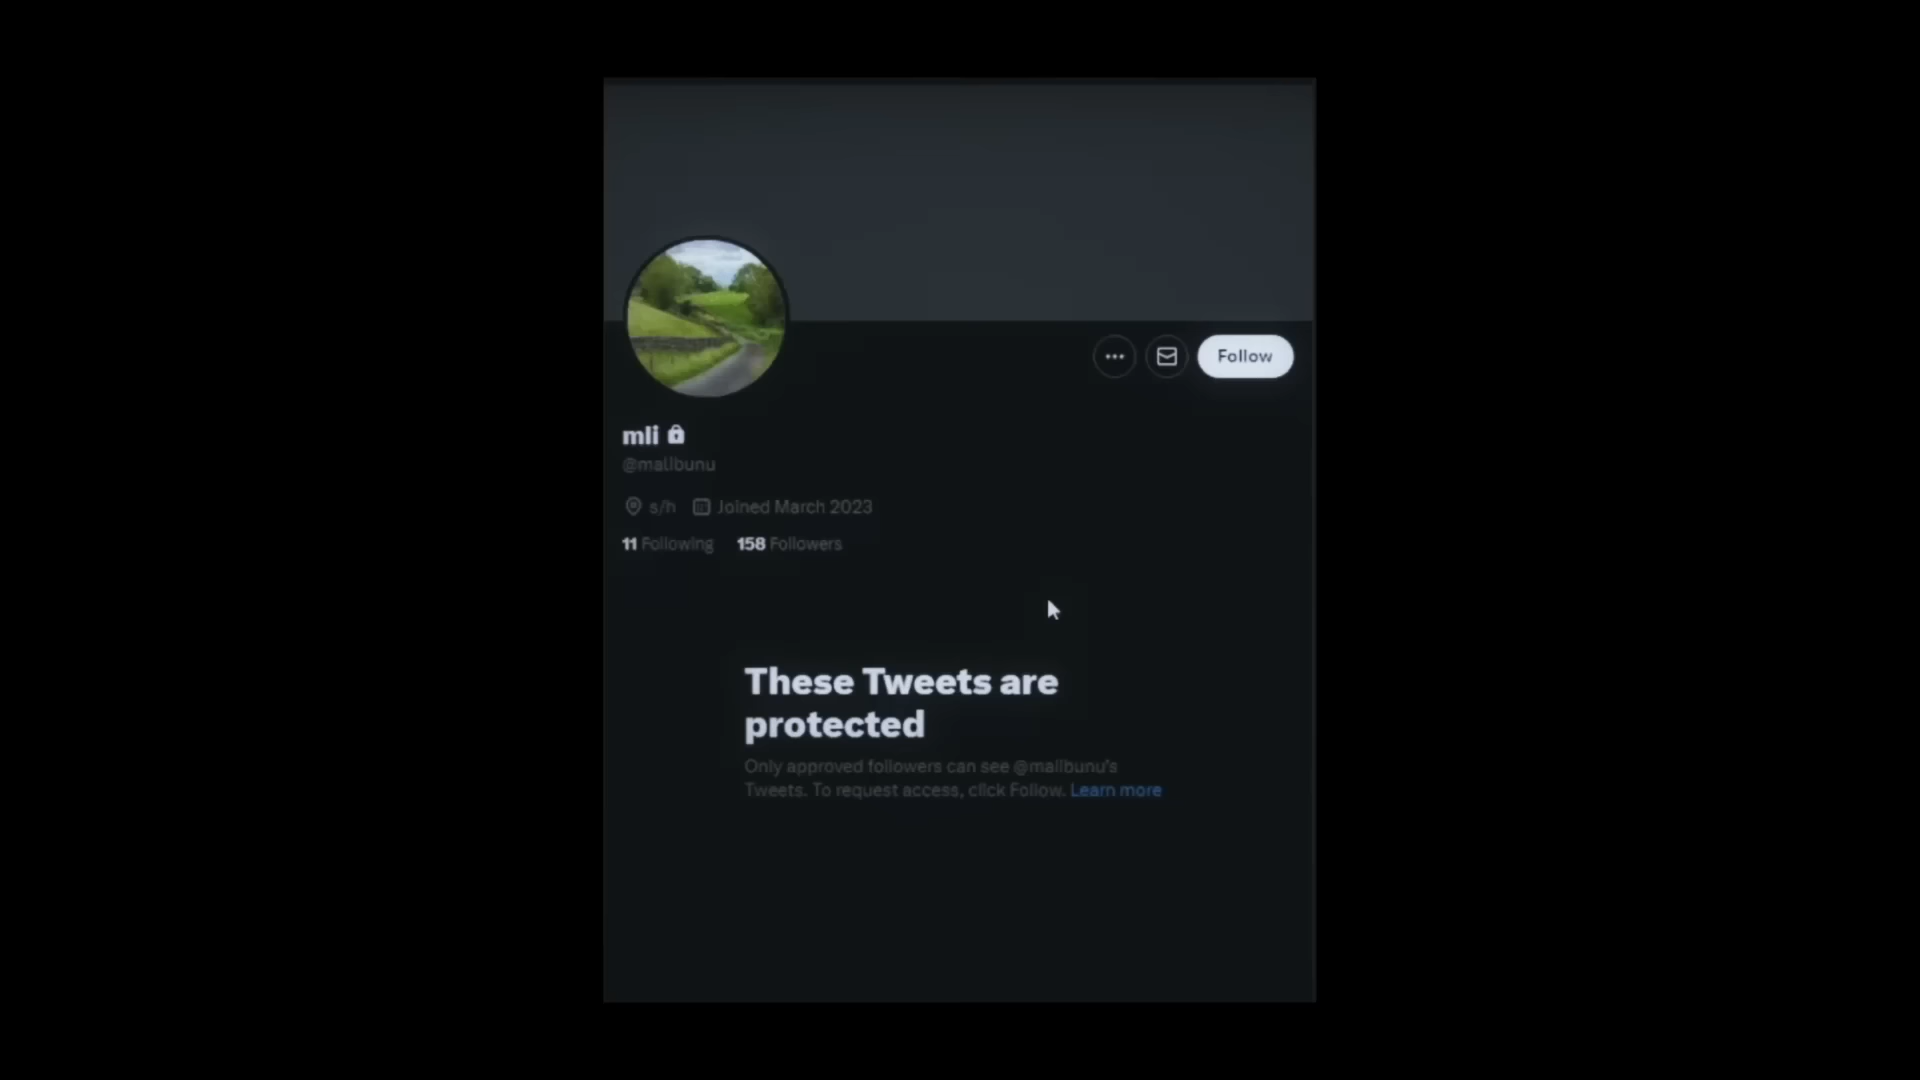 Follow
mli
@malibunu
s/h Joined March 2023
11 Following 158 Followers
These Tweets are
protected
Only approved followers can see @malibunu's
Tweets. To request access, click Follow. Learn more